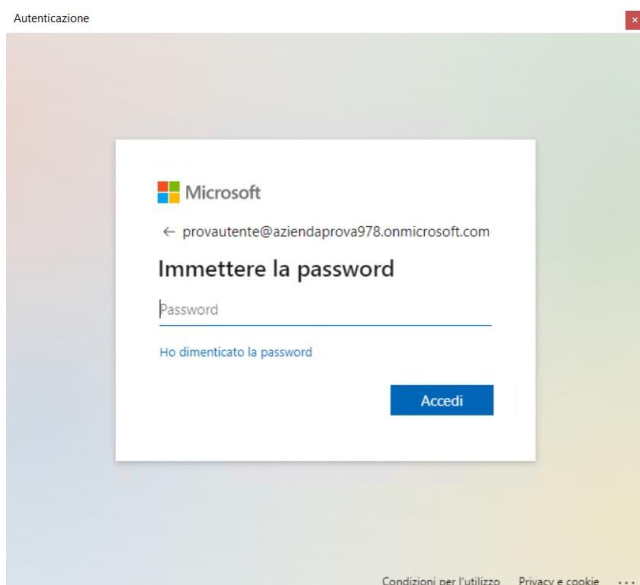 Autenticazione
Microsoft
← provautente@aziendaprova978.onmicrosoft.com
Immettere la password
Password
Ho dimenticato la password
Accedi
Condizioni per l'utilizzo Privacy e cookie ...